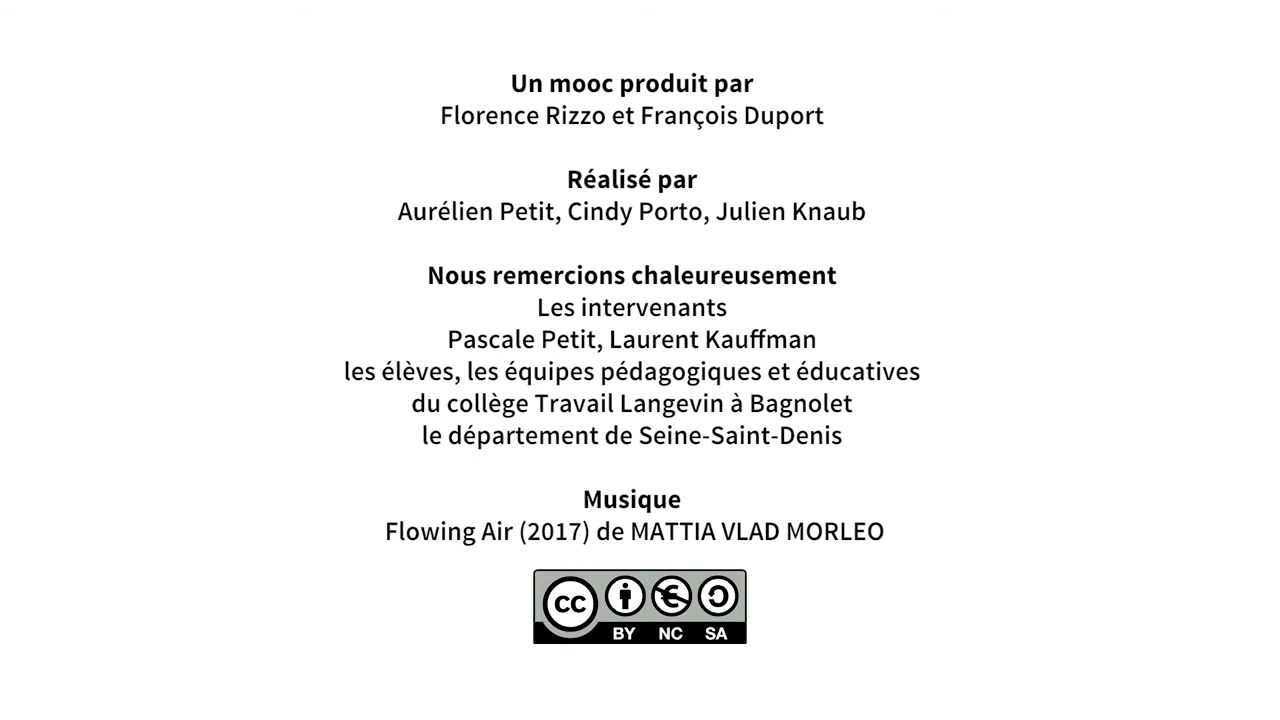 Un mooc produit par
Florence Rizzo et François Duport
Réalisé par
Aurélien Petit, Cindy Porto, Julien Knaub
Nous remercions chaleureusement
Les intervenants
Pascale Petit, Laurent Kauffman
les élèves, les équipes pédagogiques et éducatives
du collège Travail Langevin à Bagnolet
le département de Seine-Saint-Denis
Musique
Flowing Air (2017) de MATTIA VLAD MORLEO
CC
BY NC SA